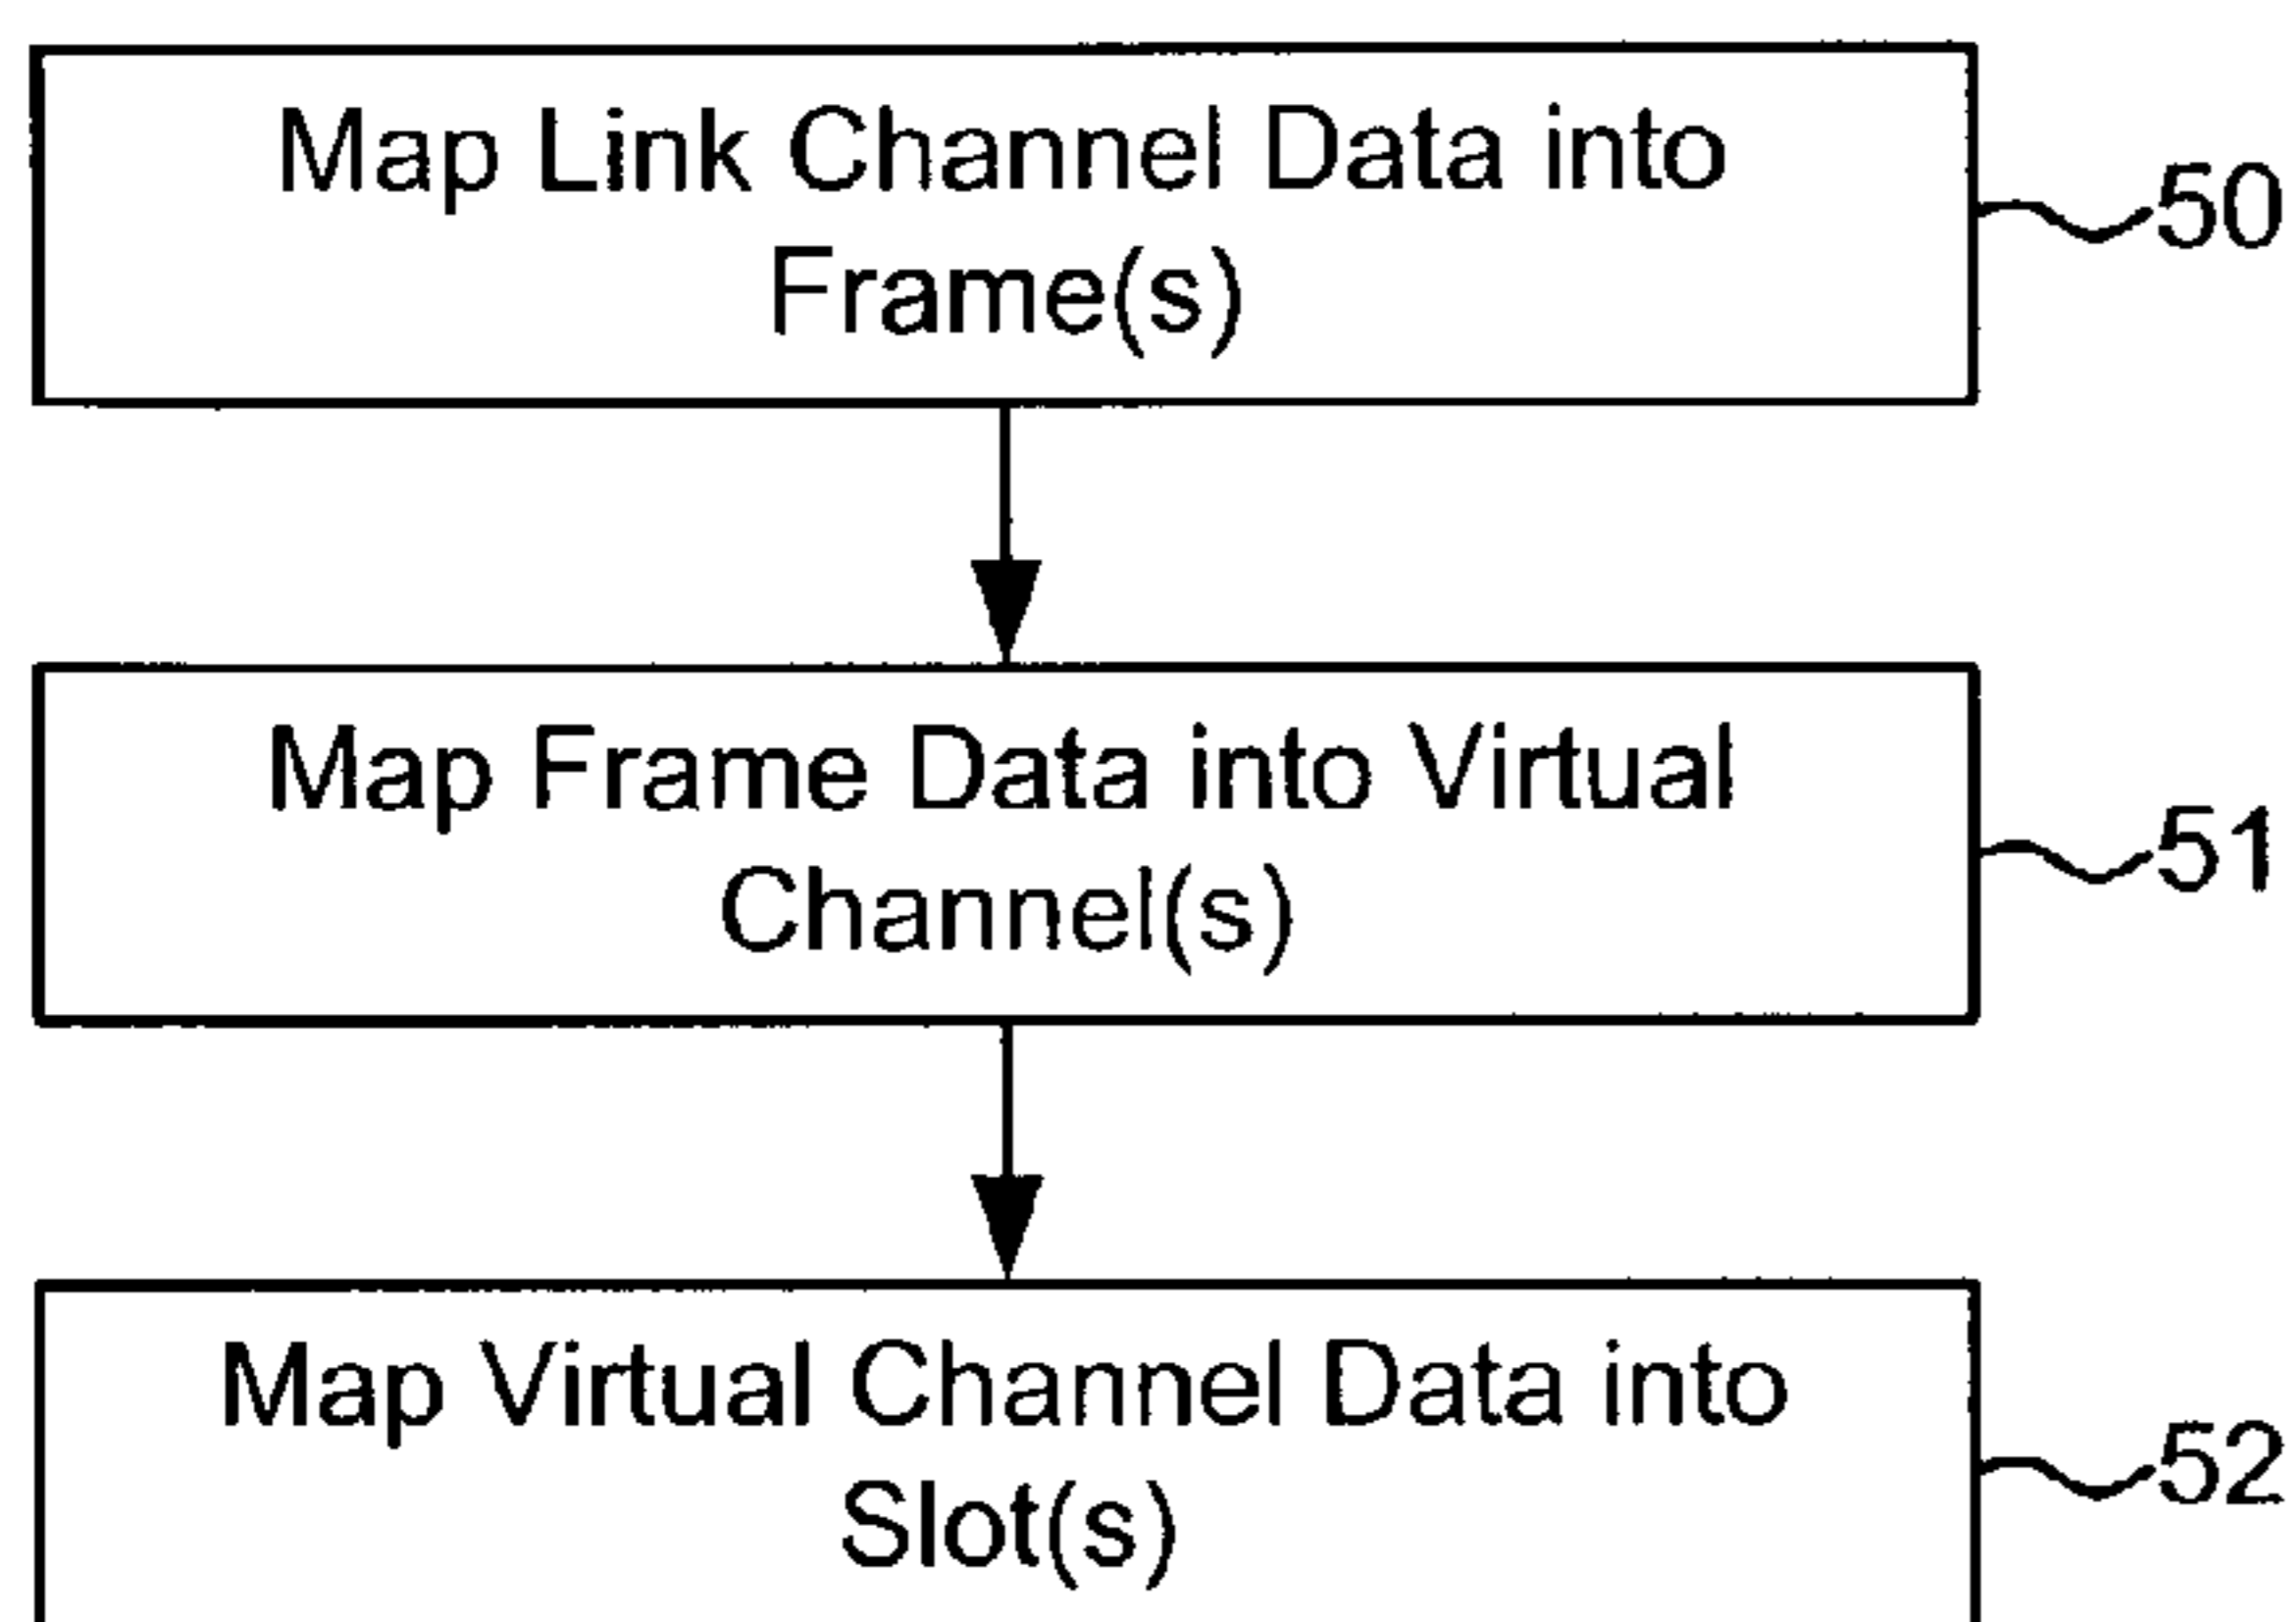 Map Link Channel Data into
Frame(s)
50
Map Frame Data into Virtual
Channel(s)
51
Map Virtual Channel Data into
Slot(s)
52